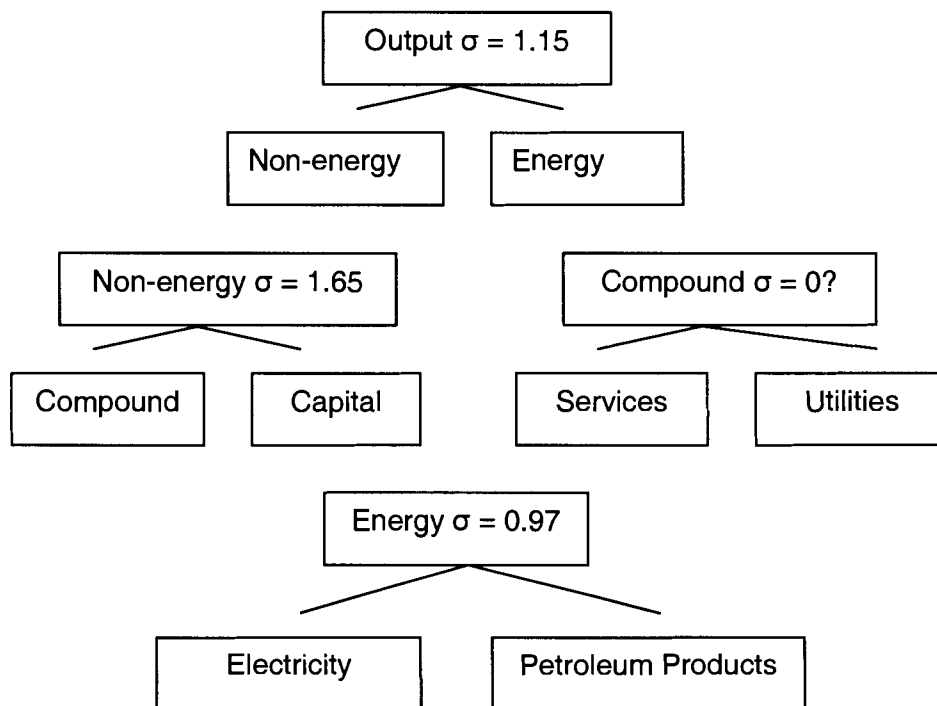 Output σ = 1.15
Non-energy Energy
Non-energy σ = 1.65 Compound σ = 0?
Compound Capital Services Utilities
Energy σ = 0.97
Electricity Petroleum Products